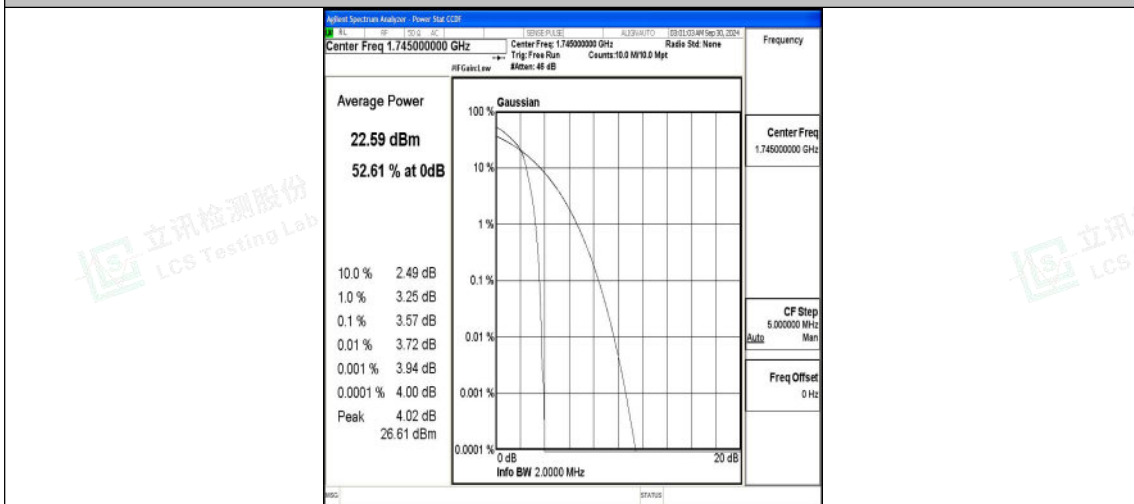 Agilent Spectrum Analyzer - Power Stat CCDF
RL RF 50 Ω AC SENSE:PULSE ALIGNAUTO 03:01:03 AM Sep 30, 2024
Center Freq 1.745000000 GHz
Center Freq: 1.745000000 GHz Radio Std: None
Trig: Free Run Counts:10.0 M/10.0 Mpt
#IFGain:Low #Atten: 46 dB
Frequency
Average Power
22.59 dBm
52.61 % at 0dB
10.0 % 2.49 dB
1.0 % 3.25 dB
0.1 % 3.57 dB
0.01 % 3.72 dB
0.001 % 3.94 dB
0.0001 % 4.00 dB
Peak 4.02 dB
26.61 dBm
Gaussian
100 %
10 %
1 %
0.1 %
0.01 %
0.001 %
0.0001 %
0 dB 20 dB
Info BW 2.0000 MHz
Center Freq
1.745000000 GHz
CF Step
5.000000 MHz
Auto Man
Freq Offset
0 Hz
MSG STATUS
立讯检测股份
LCS Testing Lab
立讯
LCS